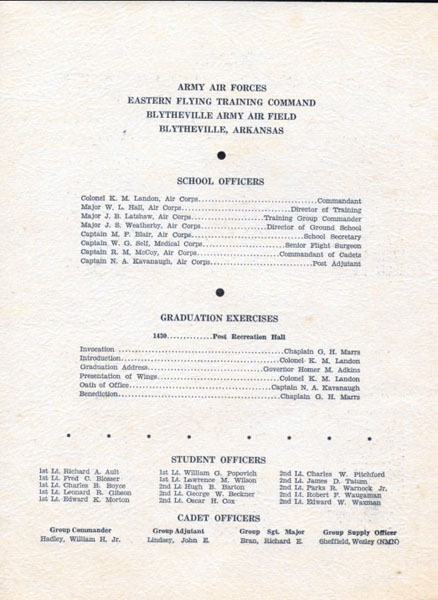 ARMY AIR FORCES
EASTERN FLYING TRAINING COMMAND
BLYTHEVILLE ARMY AIR FIELD
BLYTHEVILLE, ARKANSAS
SCHOOL OFFICERS
Colonel K. M. Landon, Air Corps....................Commandant
Major W. L. Hall, Air Corps....................Director of Training
Major J. B. Latshaw, Air Corps....................Training Group Commander
Major J. S. Weatherby, Air Corps....................Director of Ground School
Captain M. P. Blair, Air Corps....................School Secretary
Captain W. G. Self, Medical Corps....................Senior Flight Surgeon
Captain R. M. McCoy, Air Corps....................Commandant of Cadets
Captain N. A. Kavanaugh, Air Corps....................Post Adjutant
GRADUATION EXERCISES
1430..............Post Recreation Hall
Invocation....................Chaplain G. H. Marrs
Introduction....................Colonel K. M. Landon
Graduation Address....................Governor Homer M. Adkins
Presentation of Wings....................Colonel K. M. Landon
Oath of Office....................Captain N. A. Kavanaugh
Benediction....................Chaplain G. H. Marrs
* * * * * * * *
STUDENT OFFICERS
1st Lt. Richard A. Ault 1st Lt. William G. Popovich 2nd Lt. Charles W. Pitchford
1st Lt. Fred C. Blosser 1st Lt. Lawrence M. Wilson 2nd Lt. James D. Tatum
1st Lt. Charles B. Boyce 2nd Lt. Hugh B. Barton 2nd Lt. Parks R. Warnock Jr.
1st Lt. Leonard R. Gibson 2nd Lt. George W. Beckner 2nd Lt. Robert F. Waugaman
1st Lt. Edward K. Morton 2nd Lt. Oscar H. Cox 2nd Lt. Edward W. Waxman
CADET OFFICERS
Group Commander Group Adjutant Group Sgt. Major Group Supply Officer
Hadley, William H. Jr. Lindsey, John E. Bran, Richard E. Sheffield, Wesley (NMN)